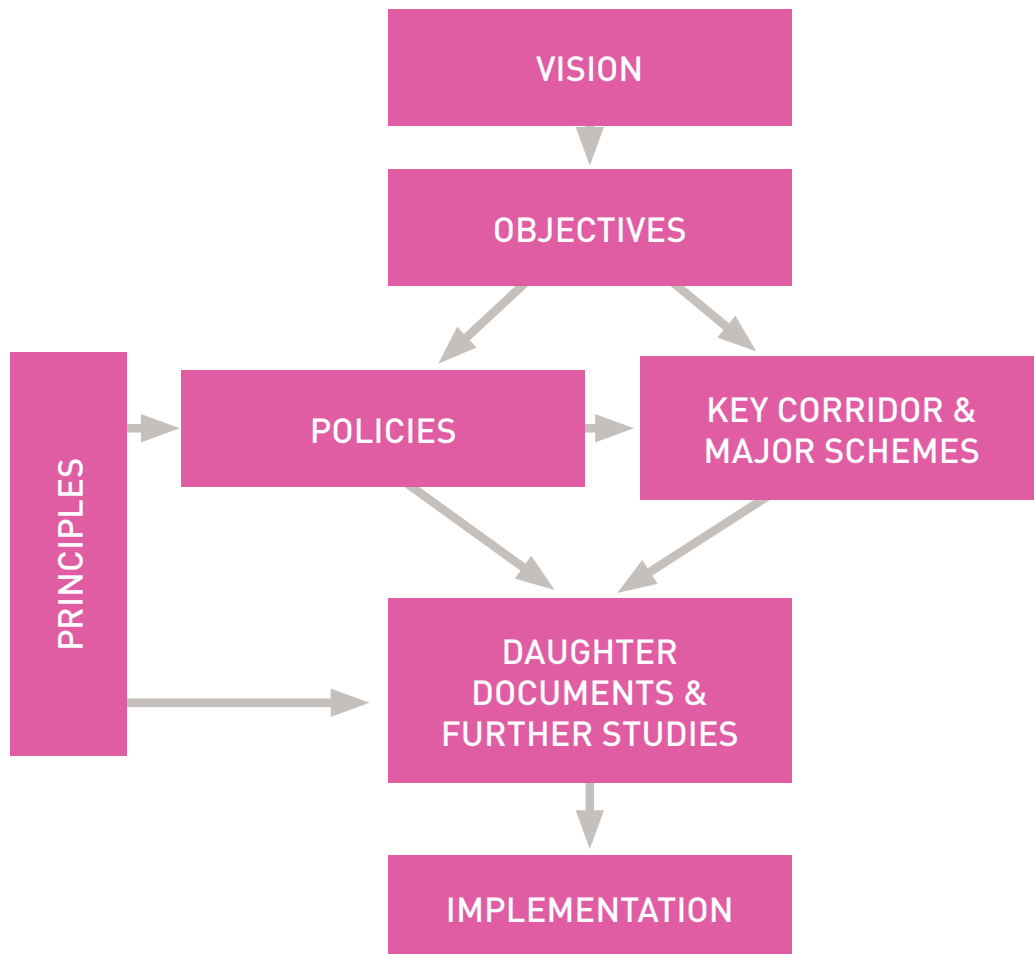 VISION
OBJECTIVES
PRINCIPLES
POLICIES
KEY CORRIDOR &
MAJOR SCHEMES
DAUGHTER
DOCUMENTS &
FURTHER STUDIES
IMPLEMENTATION